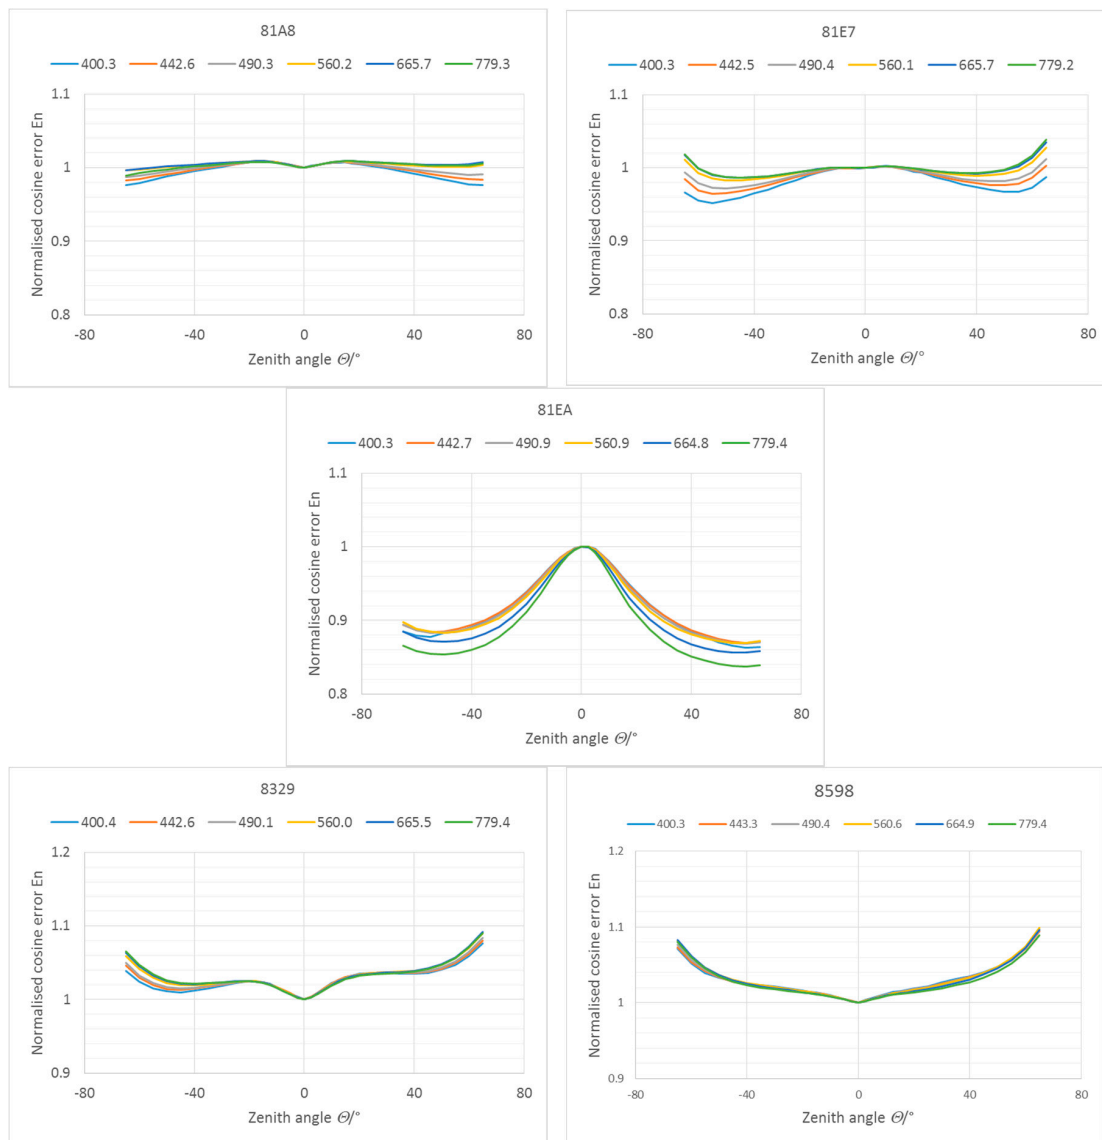 81A8
400.3 442.6 490.3 560.2 665.7 779.3
Normalised cosine error En
1.1
1
0.9
0.8
-80 -40 0 40 80
Zenith angle Θ/°
81E7
400.3 442.5 490.4 560.1 665.7 779.2
Normalised cosine error En
1.1
1
0.9
0.8
-80 -40 0 40 80
Zenith angle Θ/°
81EA
400.3 442.7 490.9 560.9 664.8 779.4
Normalised cosine error En
1.1
1
0.9
0.8
-80 -40 0 40 80
Zenith angle Θ/°
8329
400.4 442.6 490.1 560.0 665.5 779.4
Normalised cosine error En
1.2
1.1
1
0.9
-80 -40 0 40 80
Zenith angle Θ/°
8598
400.3 443.3 490.4 560.6 664.9 779.4
Normalised cosine error En
1.2
1.1
1
0.9
-80 -40 0 40 80
Zenith angle Θ/°